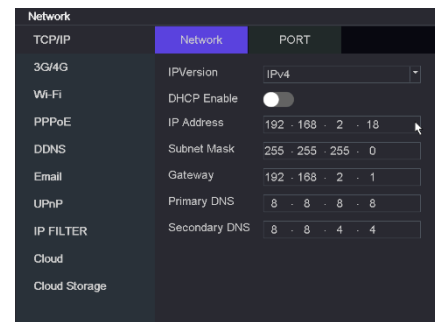 Network
TCP/IP
Network PORT
3G/4G
IPVersion IPv4
Wi-Fi
DHCP Enable
PPPoE
IP Address 192 . 168 . 2 . 18
DDNS
Subnet Mask 255 . 255 . 255 . 0
Email
Gateway 192 . 168 . 2 . 1
UPnP
Primary DNS 8 . 8 . 8 . 8
IP FILTER
Secondary DNS 8 . 8 . 4 . 4
Cloud
Cloud Storage